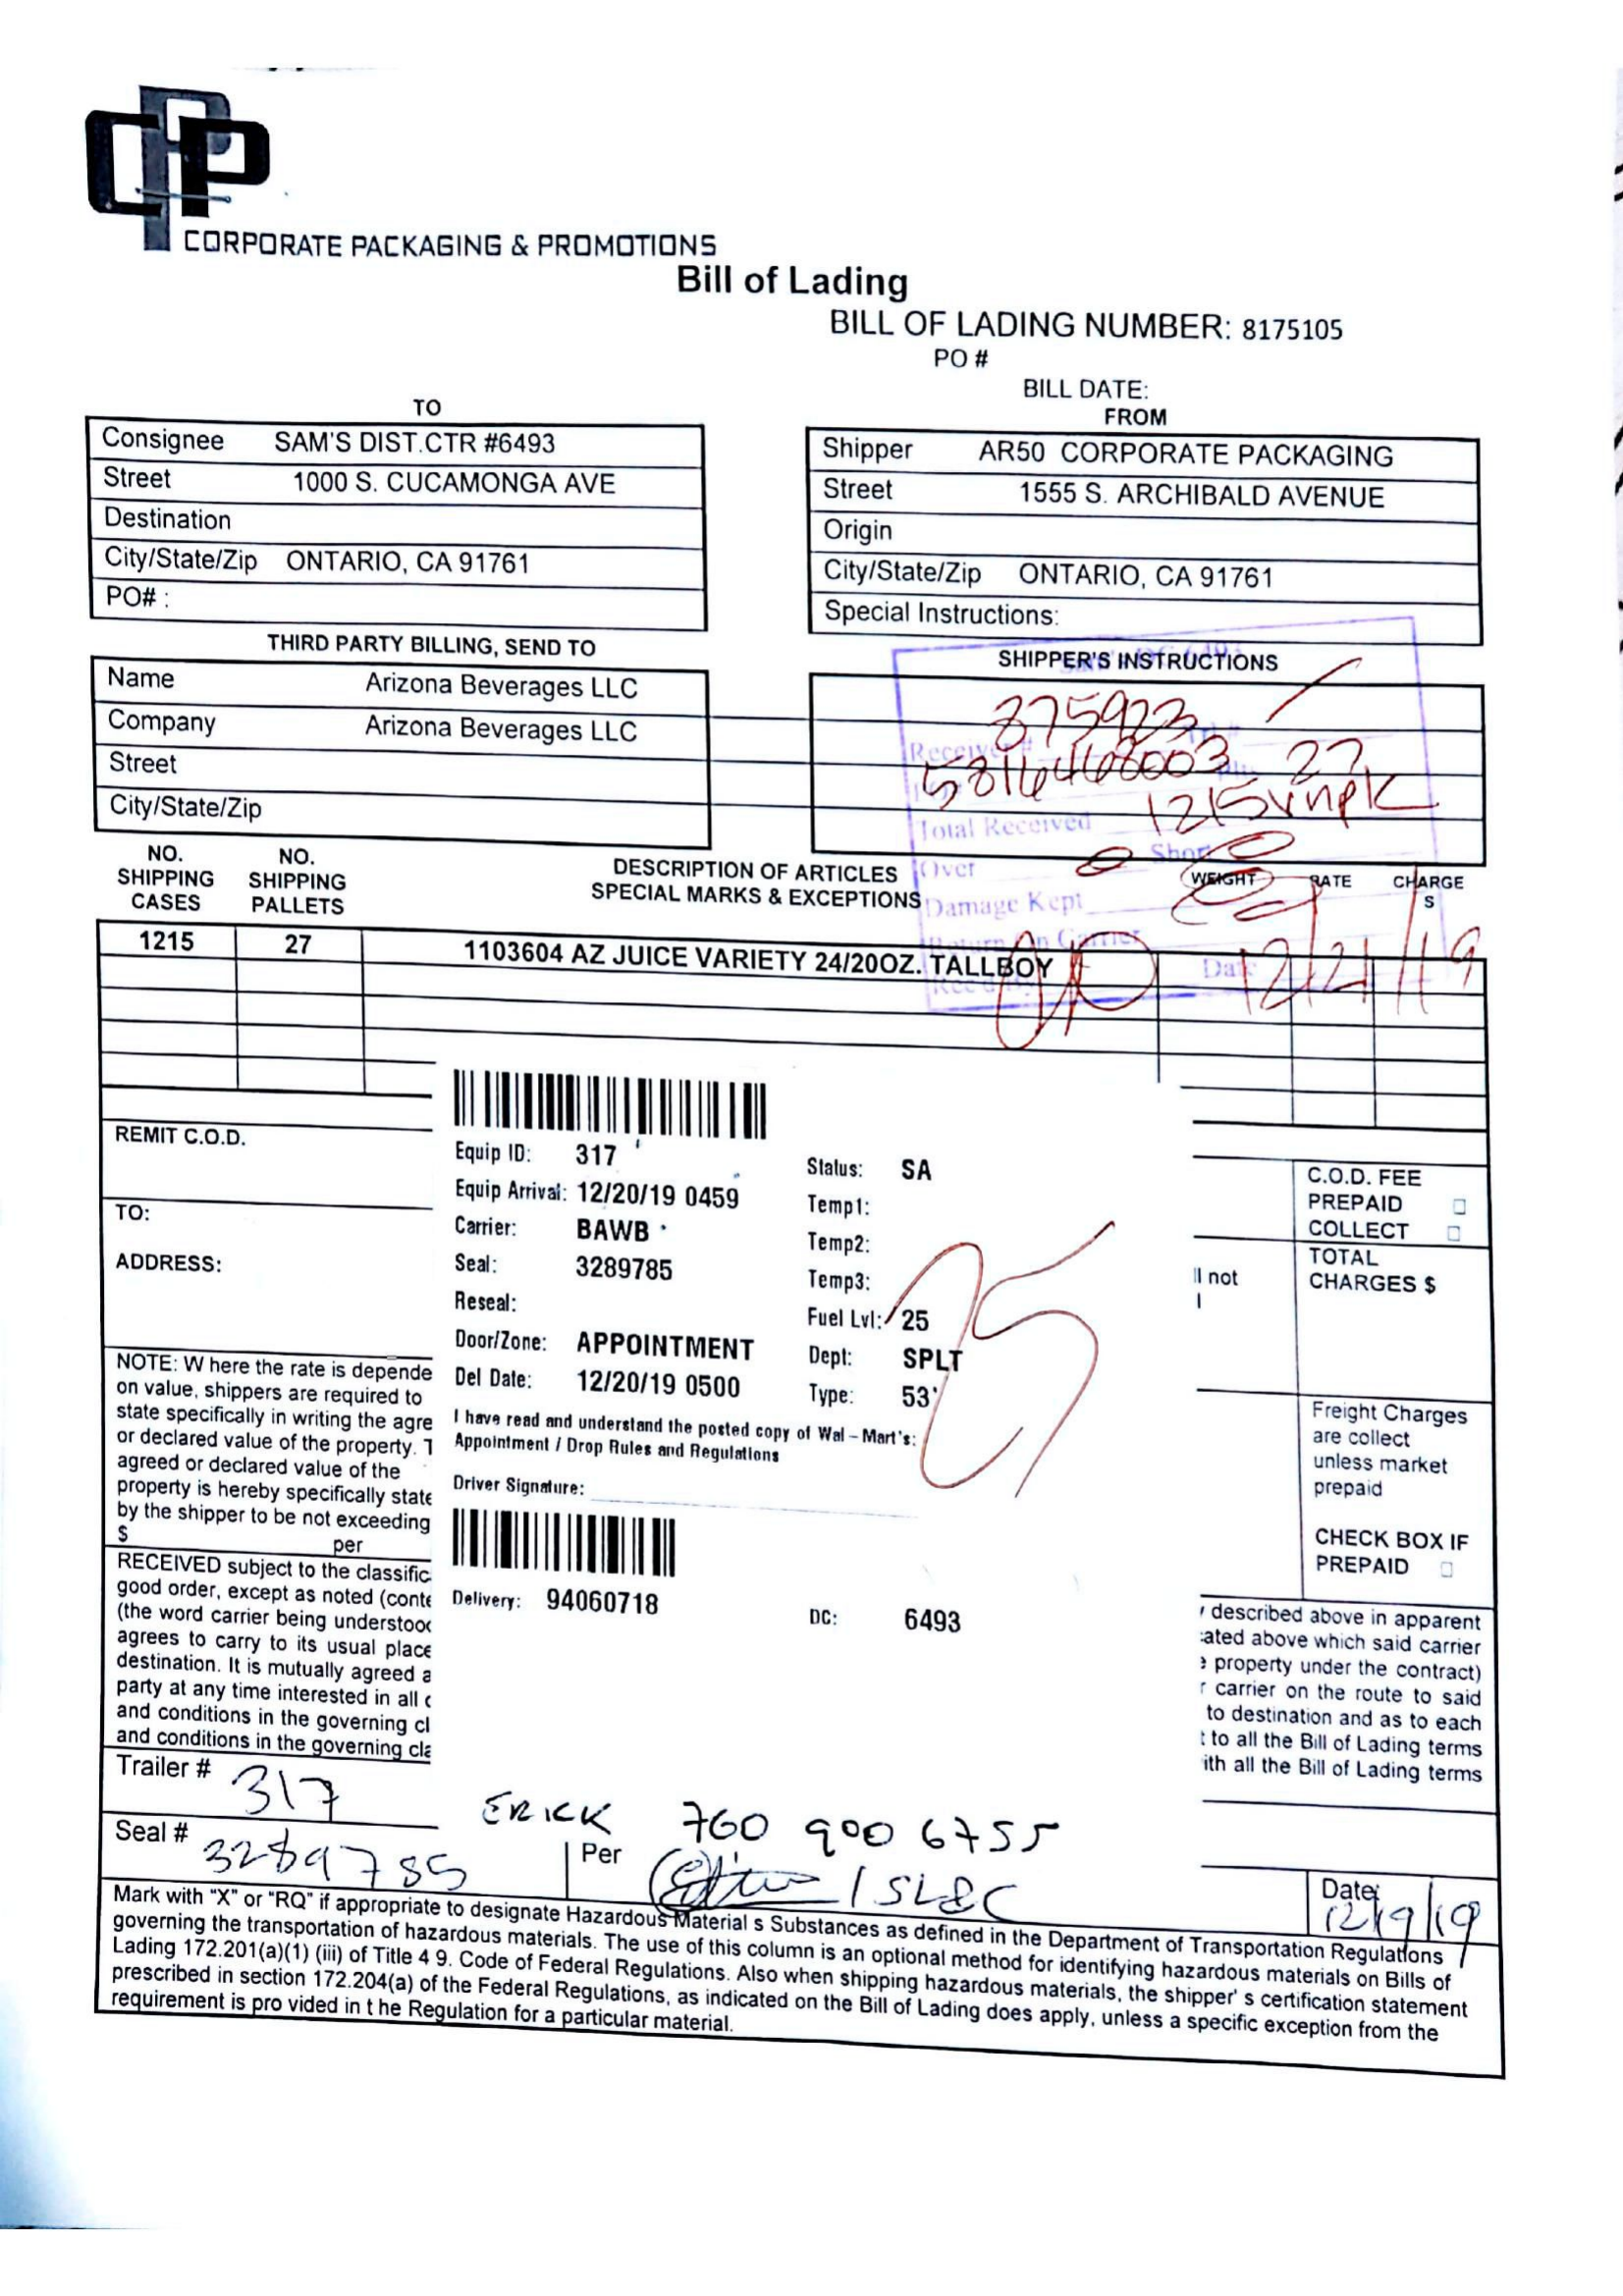 CPP
CORPORATE PACKAGING & PROMOTIONS
Bill of Lading
BILL OF LADING NUMBER: 8175105
PO #
BILL DATE:
TO
Consignee SAM'S DIST.CTR #6493
Street 1000 S. CUCAMONGA AVE
Destination
City/State/Zip ONTARIO, CA 91761
PO# :
FROM
Shipper AR50 CORPORATE PACKAGING
Street 1555 S. ARCHIBALD AVENUE
Origin
City/State/Zip ONTARIO, CA 91761
Special Instructions:
THIRD PARTY BILLING, SEND TO
Name Arizona Beverages LLC
Company Arizona Beverages LLC
Street
City/State/Zip
SHIPPER'S INSTRUCTIONS
375923
27
1215 vnpk
Total Received
Over 0 Short 0
Damage Kept
Return On Carrier
Rec'd By
Date 12/21/19
NO. SHIPPING CASES
NO. SHIPPING PALLETS
DESCRIPTION OF ARTICLES
SPECIAL MARKS & EXCEPTIONS
WEIGHT RATE CHARGES
1215 27 1103604 AZ JUICE VARIETY 24/20OZ. TALLBOY
REMIT C.O.D.
TO:
ADDRESS:
Equip ID: 317
Equip Arrival: 12/20/19 0459
Carrier: BAWB
Seal: 3289785
Reseal:
Door/Zone: APPOINTMENT
Del Date: 12/20/19 0500
Status: SA
Temp1:
Temp2:
Temp3:
Fuel Lvl: 25
Dept: SPLT
Type: 53'
I have read and understand the posted copy of Wal-Mart's:
Appointment / Drop Rules and Regulations
Driver Signature:
Delivery: 94060718
DC: 6493
25
C.O.D. FEE
PREPAID
COLLECT
TOTAL
CHARGES $
ll not
Freight Charges
are collect
unless market
prepaid
CHECK BOX IF
PREPAID
NOTE: W here the rate is depende
on value, shippers are required to
state specifically in writing the agre
or declared value of the property. T
agreed or declared value of the
property is hereby specifically state
by the shipper to be not exceeding
$ per
RECEIVED subject to the classific
good order, except as noted (conte
(the word carrier being understood
agrees to carry to its usual place
destination. It is mutually agreed a
party at any time interested in all o
and conditions in the governing cl
and conditions in the governing cla
described above in apparent
ated above which said carrier
property under the contract)
r carrier on the route to said
to destination and as to each
t to all the Bill of Lading terms
ith all the Bill of Lading terms
Trailer # 317
ERICK 760 900 6755
Seal # 3289785
Per
/ SL&C
Date: 12/19/19
Mark with "X" or "RQ" if appropriate to designate Hazardous Material s Substances as defined in the Department of Transportation Regulations
governing the transportation of hazardous materials. The use of this column is an optional method for identifying hazardous materials on Bills of
Lading 172.201(a)(1) (iii) of Title 4 9. Code of Federal Regulations. Also when shipping hazardous materials, the shipper' s certification statement
prescribed in section 172.204(a) of the Federal Regulations, as indicated on the Bill of Lading does apply, unless a specific exception from the
requirement is pro vided in t he Regulation for a particular material.